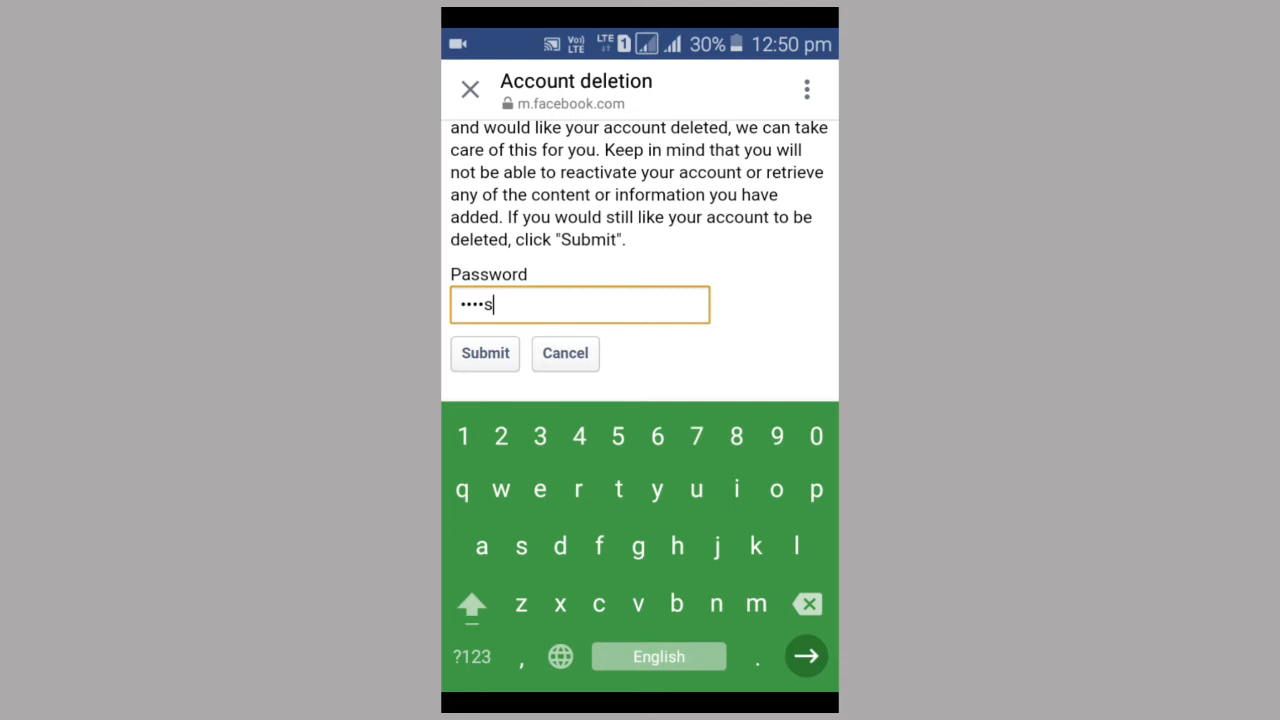 Vo) LTE LTE 1 30% 12:50 pm
Account deletion
m.facebook.com
and would like your account deleted, we can take
care of this for you. Keep in mind that you will
not be able to reactivate your account or retrieve
any of the content or information you have
added. If you would still like your account to be
deleted, click "Submit".
Password
••••s
Submit Cancel
1 2 3 4 5 6 7 8 9 0
q w e r t y u i o p
a s d f g h j k l
z x c v b n m
?123 , English .